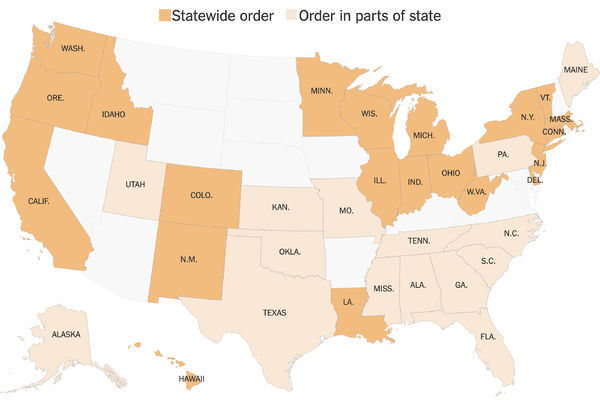 Statewide order
Order in parts of state
WASH.
ORE.
IDAHO
CALIF.
UTAH
COLO.
N.M.
KAN.
OKLA.
TEXAS
MINN.
WIS.
MICH.
ILL.
IND.
OHIO
MO.
LA.
MISS.
ALA.
GA.
FLA.
TENN.
S.C.
N.C.
W.VA.
PA.
N.Y.
VT.
MAINE
MASS.
CONN.
N.J.
DEL.
ALASKA
HAWAII